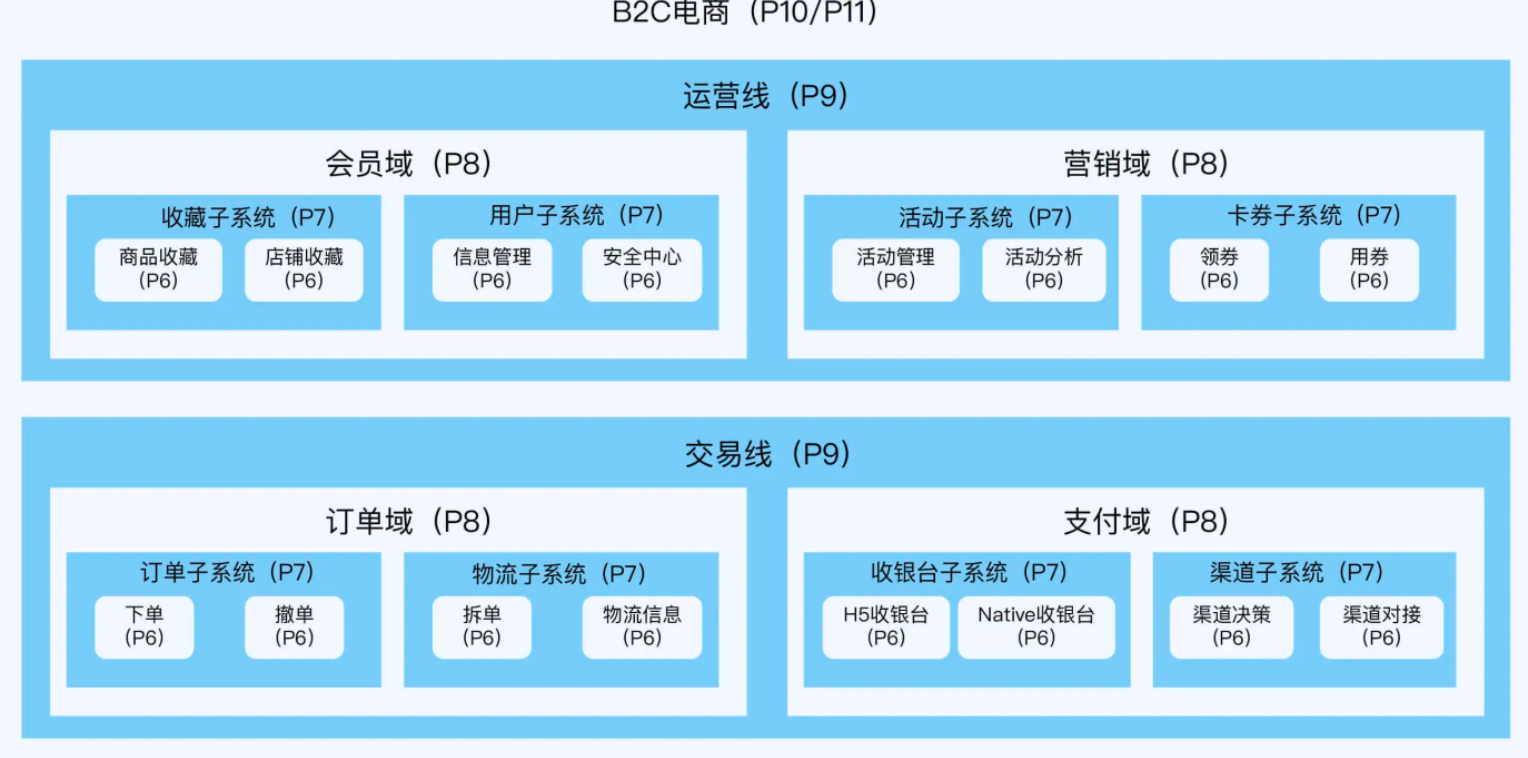 B2C电商（P10/P11）
运营线（P9）
会员域（P8）
收藏子系统（P7）
商品收藏
(P6)
店铺收藏
(P6)
用户子系统（P7）
信息管理
(P6)
安全中心
(P6)
营销域（P8）
活动子系统（P7）
活动管理
(P6)
活动分析
(P6)
卡券子系统（P7）
领券
(P6)
用券
(P6)
交易线（P9）
订单域（P8）
订单子系统（P7）
下单
(P6)
撤单
(P6)
物流子系统（P7）
拆单
(P6)
物流信息
(P6)
支付域（P8）
收银台子系统（P7）
H5收银台
(P6)
Native收银台
(P6)
渠道子系统（P7）
渠道决策
(P6)
渠道对接
(P6)